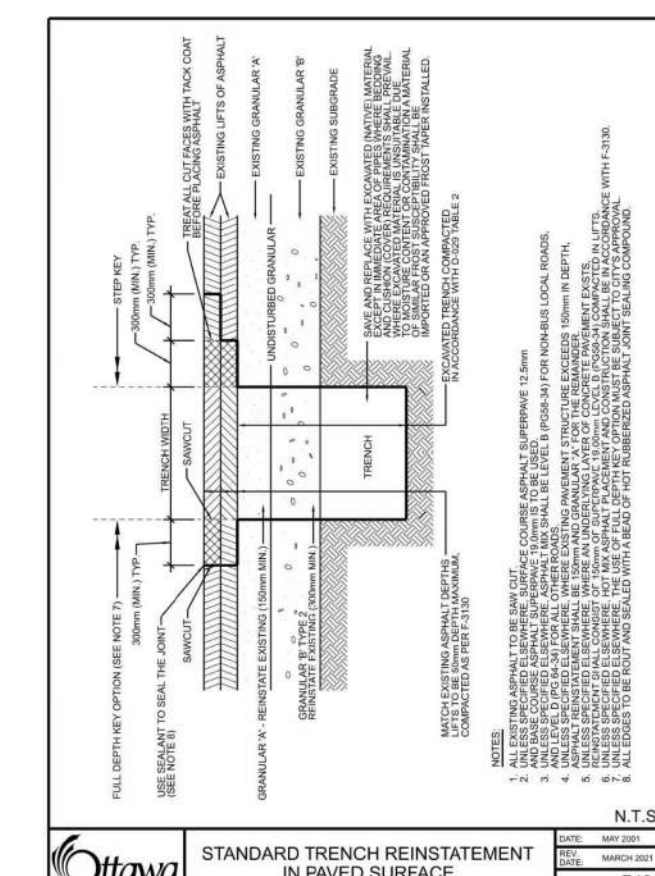 FULL DEPTH KEY OPTION (SEE NOTE 7)
STEP KEY
300mm (MIN.) TYP.
TRENCH WIDTH
300mm (MIN.) TYP.
300mm (MIN.) TYP.
USE SEALANT TO SEAL THE JOINT
(SEE NOTE 8)
SAWCUT
SAWCUT
TREAT ALL CUT FACES WITH TACK COAT
BEFORE PLACING ASPHALT
EXISTING LIFTS OF ASPHALT
GRANULAR 'A' - REINSTATE EXISTING (150mm MIN.)
UNDISTURBED GRANULAR
EXISTING GRANULAR 'A'
GRANULAR 'B' TYPE 2
REINSTATE EXISTING (300mm MIN.)
EXISTING GRANULAR 'B'
EXISTING SUBGRADE
TRENCH
SAVE AND REPLACE WITH EXCAVATED (NATIVE) MATERIAL
EXCEPT IN IMMEDIATE AREA OF PIPES WHERE BEDDING
AND CUSHION (COVER) REQUIREMENTS SHALL PREVAIL.
WHERE EXCAVATED MATERIAL IS UNSUITABLE DUE
TO MOISTURE CONTENT OR CONTAMINATION A MATERIAL
OF SIMILAR FROST SUSCEPTIBILITY SHALL BE
IMPORTED OR AN APPROVED FROST TAPER INSTALLED.
MATCH EXISTING ASPHALT DEPTHS
LIFTS TO BE 50mm DEPTH MAXIMUM,
COMPACTED AS PER F-3130
EXCAVATED TRENCH COMPACTED
IN ACCORDANCE WITH D-029 TABLE 2
NOTES:
1. ALL EXISTING ASPHALT TO BE SAW CUT.
2. UNLESS SPECIFIED ELSEWHERE, SURFACE COURSE ASPHALT SUPERPAVE 12.5mm
AND BASE COURSE ASPHALT SUPERPAVE 19.0mm IS TO BE USED.
3. UNLESS SPECIFIED ELSEWHERE, ASPHALT MIX SHALL BE LEVEL B (PG58-34) FOR NON-BUS LOCAL ROADS,
AND LEVEL D (PG 64-34) FOR ALL OTHER ROADS.
4. UNLESS SPECIFIED ELSEWHERE, WHERE EXISTING PAVEMENT STRUCTURE EXCEEDS 150mm IN DEPTH,
ASPHALT REINSTATEMENT SHALL BE 150mm AND GRANULAR "A" FOR THE REMAINDER.
5. UNLESS SPECIFIED ELSEWHERE, WHERE AN UNDERLYING LAYER OF CONCRETE PAVEMENT EXISTS,
REINSTATEMENT SHALL CONSIST OF 150mm OF SUPERPAVE 19.00mm LEVEL B (PG58-34) COMPACTED IN LIFTS.
6. UNLESS SPECIFIED ELSEWHERE, HOT MIX ASPHALT PLACEMENT AND CONSTRUCTION SHALL BE IN ACCORDANCE WITH F-3130.
7. UNLESS SPECIFIED ELSEWHERE, THE USE OF FULL DEPTH KEY OPTION MUST BE SUBJECT TO CITY'S APPROVAL.
8. ALL EDGES TO BE ROUT AND SEALED WITH A BEAD OF HOT RUBBERIZED ASPHALT JOINT SEALING COMPOUND.
N.T.S
Ottawa
STANDARD TRENCH REINSTATEMENT
IN PAVED SURFACE
DATE: MAY 2001
REV. DATE: MARCH 2021